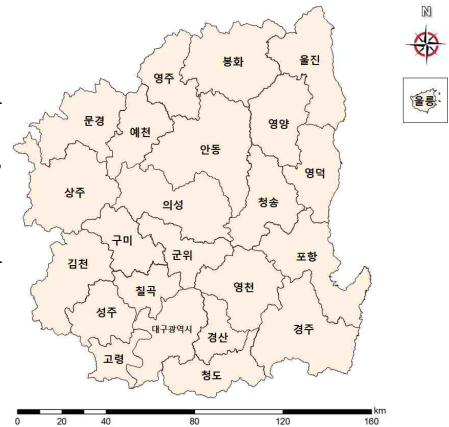 N
봉화
울진
영주
울릉
문경
예천
영양
안동
영덕
상주
의성
청송
구미
군위
포항
김천
칠곡
영천
성주
대구광역시
경산
경주
고령
청도
km
0 20 40 80 120 160